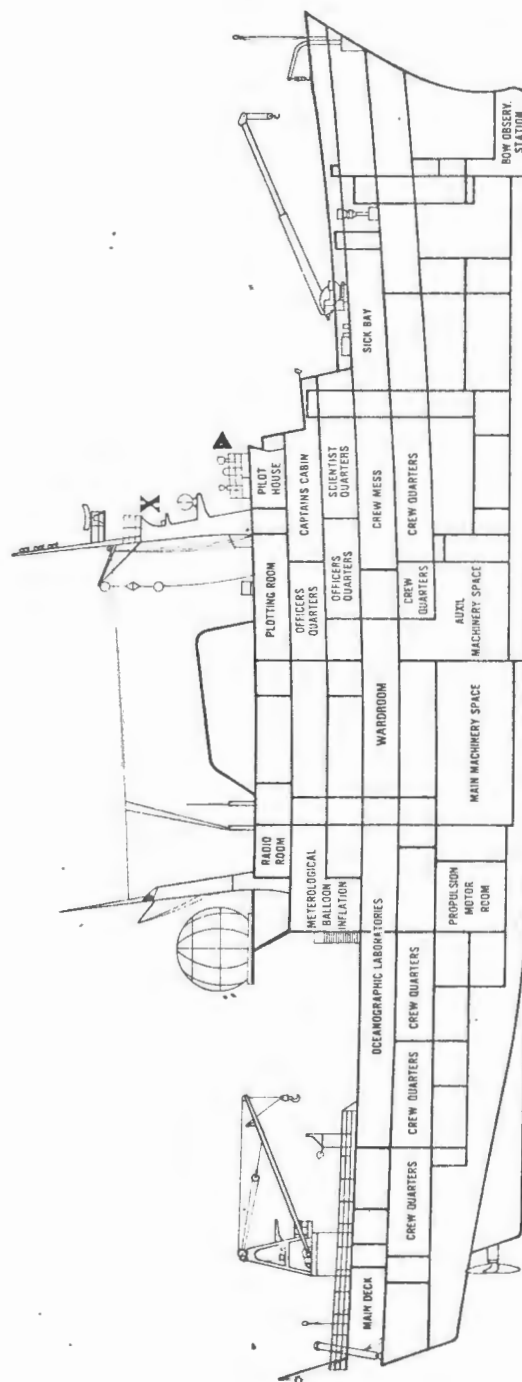 PILOT
HOUSE
PLOTTING ROOM
RADIO
ROOM
CAPTAINS CABIN
OFFICERS
QUARTERS
METEROLOGICAL
BALLOON
INFLATION
SCIENTIST
QUARTERS
OFFICERS
QUARTERS
SICK BAY
CREW MESS
WARDROOM
OCEANOGRAPHIC LABORATORIES
MAIN DECK
CREW QUARTERS
CREW
QUARTERS
CREW QUARTERS
CREW QUARTERS
CREW QUARTERS
BOW OBSERV.
STATION
AUXIL
MACHINERY SPACE
MAIN MACHINERY SPACE
PROPULSION
MOTOR
ROOM
X